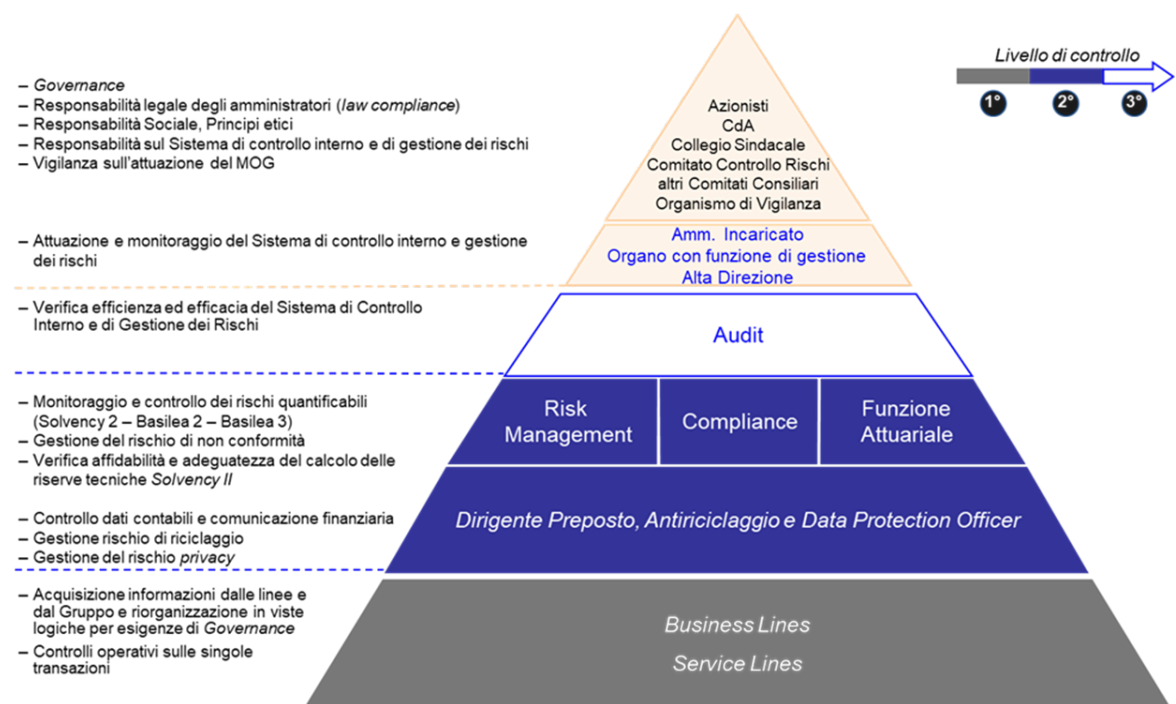 Livello di controllo
1° 2° 3°
– Governance
– Responsabilità legale degli amministratori (law compliance)
– Responsabilità Sociale, Principi etici
– Responsabilità sul Sistema di controllo interno e di gestione dei rischi
– Vigilanza sull'attuazione del MOG
Azionisti
CdA
Collegio Sindacale
Comitato Controllo Rischi
altri Comitati Consiliari
Organismo di Vigilanza
– Attuazione e monitoraggio del Sistema di controllo interno e gestione
dei rischi
Amm. Incaricato
Organo con funzione di gestione
Alta Direzione
– Verifica efficienza ed efficacia del Sistema di Controllo
Interno e di Gestione dei Rischi
Audit
– Monitoraggio e controllo dei rischi quantificabili
(Solvency 2 – Basilea 2 – Basilea 3)
– Gestione del rischio di non conformità
– Verifica affidabilità e adeguatezza del calcolo delle
riserve tecniche Solvency II
Risk
Management
Compliance
Funzione
Attuariale
– Controllo dati contabili e comunicazione finanziaria
– Gestione rischio di riciclaggio
– Gestione del rischio privacy
Dirigente Preposto, Antiriciclaggio e Data Protection Officer
– Acquisizione informazioni dalle linee e
dal Gruppo e riorganizzazione in viste
logiche per esigenze di Governance
– Controlli operativi sulle singole
transazioni
Business Lines
Service Lines